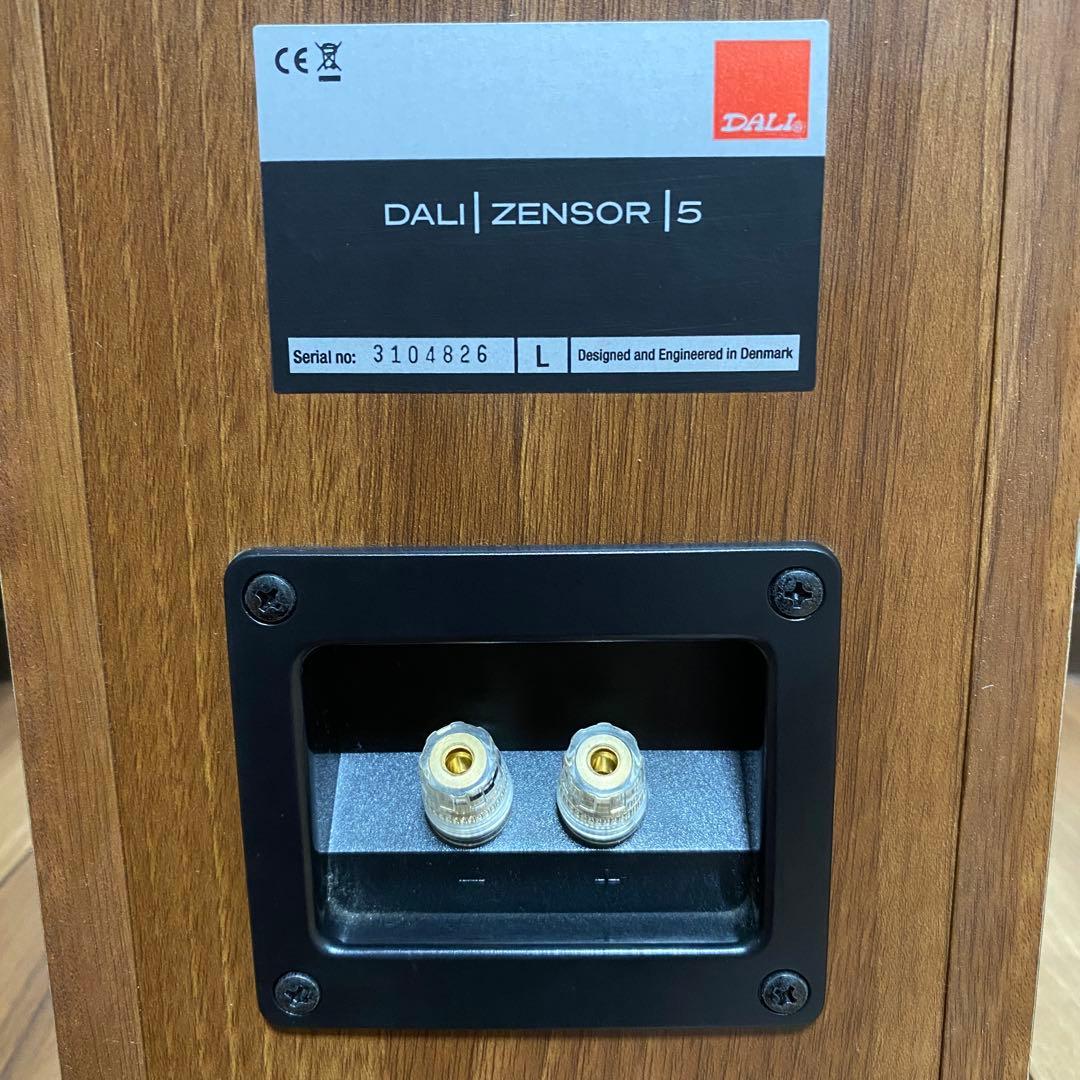 CE
DALI
DALI | ZENSOR | 5
Serial no: 3104826
L
Designed and Engineered in Denmark
- +